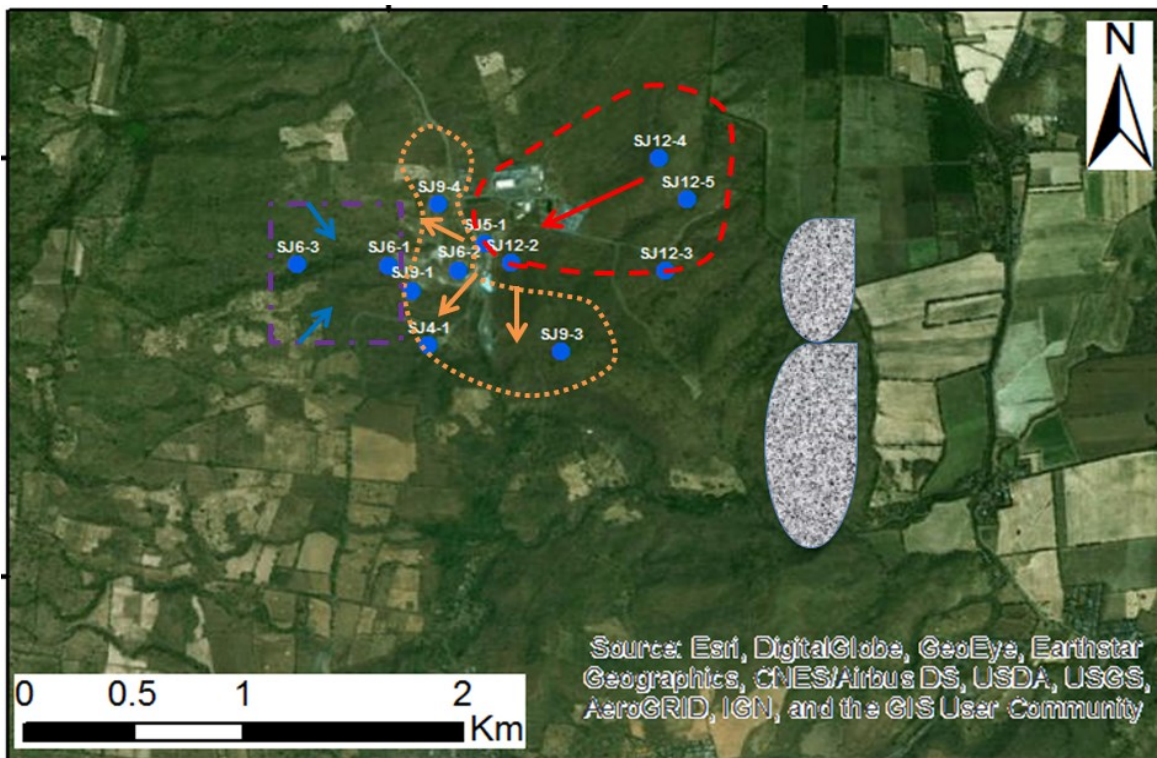 N
SJ12-4
SJ12-5
SJ9-4
SJ5-1
SJ12-2
SJ6-3
SJ6-1
SJ6-2
SJ12-3
SJ9-1
SJ4-1
SJ9-3
Source: Esri, DigitalGlobe, GeoEye, Earthstar
Geographics, CNES/Airbus DS, USDA, USGS,
AeroGRID, IGN, and the GIS User Community
0 0.5 1 2
Km